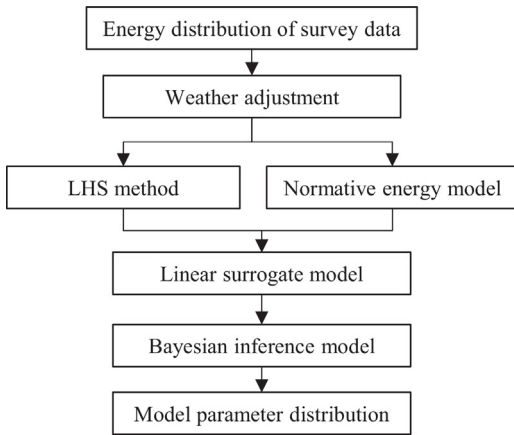 Energy distribution of survey data
Weather adjustment
LHS method
Normative energy model
Linear surrogate model
Bayesian inference model
Model parameter distribution